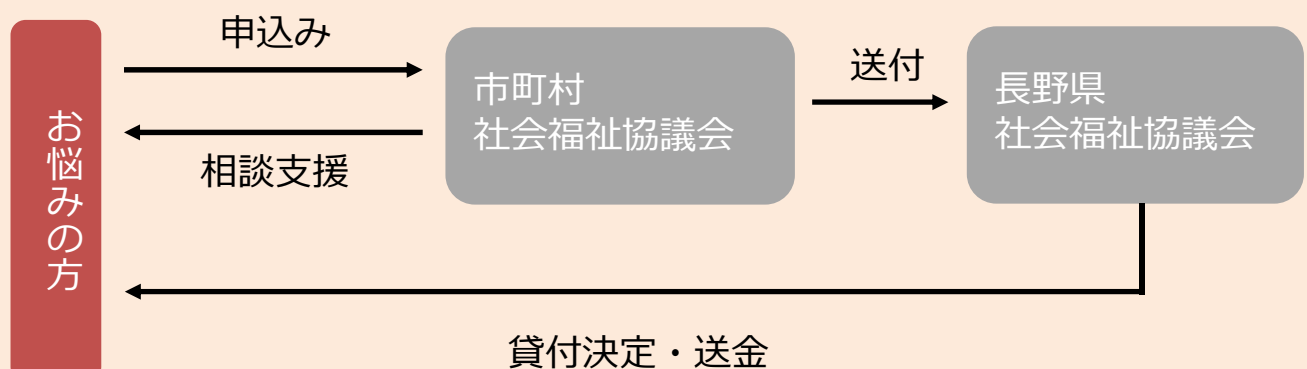 お悩みの方
申込み
相談支援
市町村
社会福祉協議会
送付
長野県
社会福祉協議会
貸付決定・送金